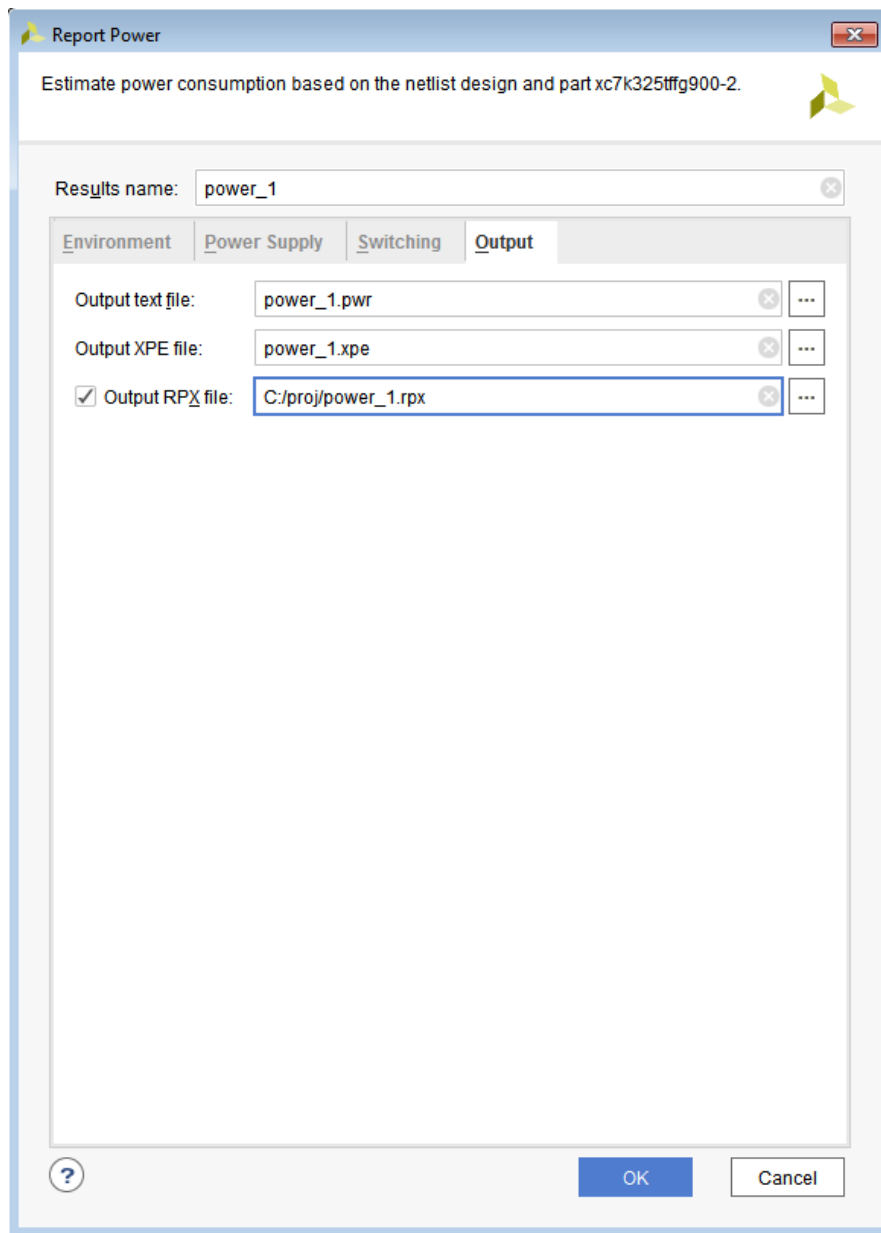 Report Power
Estimate power consumption based on the netlist design and part xc7k325tffg900-2.
Results name: power_1
Environment Power Supply Switching Output
Output text file: power_1.pwr ...
Output XPE file: power_1.xpe ...
Output RPX file: C:/proj/power_1.rpx ...
? OK Cancel